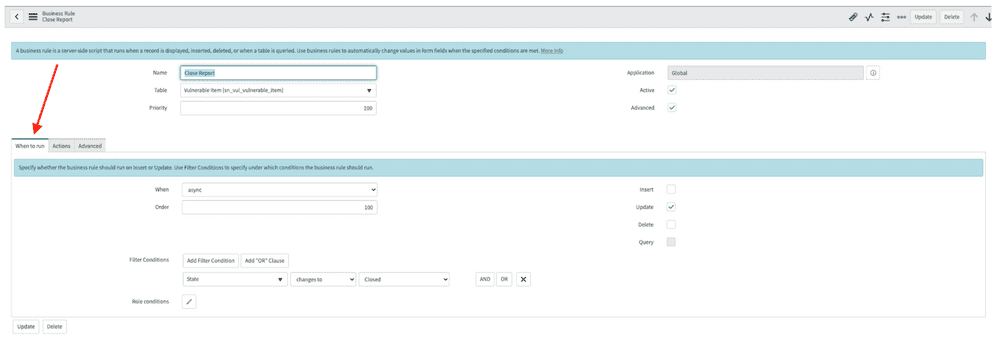 Business Rule
Close Report
Update
Delete
A business rule is a server-side script that runs when a record is displayed, inserted, deleted, or when a table is queried. Use business rules to automatically change values in form fields when the specified conditions are met. More Info
Name
Close Report
Application
Global
Table
Vulnerable Item [sn_vul_vulnerable_item]
Active
Priority
100
Advanced
When to run
Actions
Advanced
Specify whether the business rule should run on Insert or Update. Use Filter Conditions to specify under which conditions the business rule should run.
When
async
Insert
Order
100
Update
Delete
Query
Filter Conditions
Add Filter Condition
Add "OR" Clause
State
changes to
Closed
AND
OR
Role conditions
Update
Delete